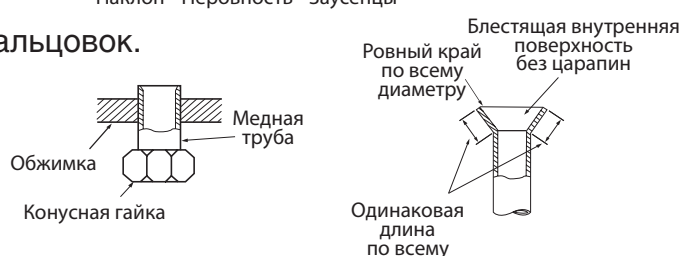 Наклон Неровность Заусенцы
альцовок.
Медная
труба
Обжимка
Конусная гайка
Блестящая внутренняя
поверхность
без царапин
Ровный край
по всему
диаметру
Одинаковая
длина
по всему